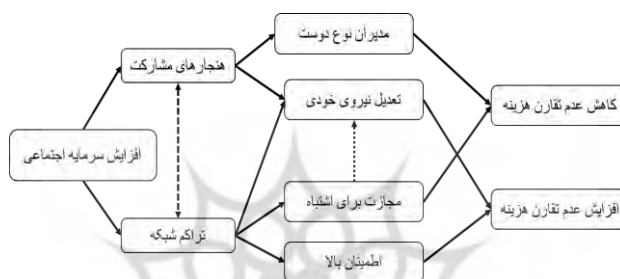 مدیران نوع دوست
هنجارهای مشارکت
تعدیل نیروی خودی
کاهش عدم تقارن هزینه
افزایش سرمایه اجتماعی
مجازت برای اشتباه
افزایش عدم تقارن هزینه
تراکم شبکه
اطمینان بالا